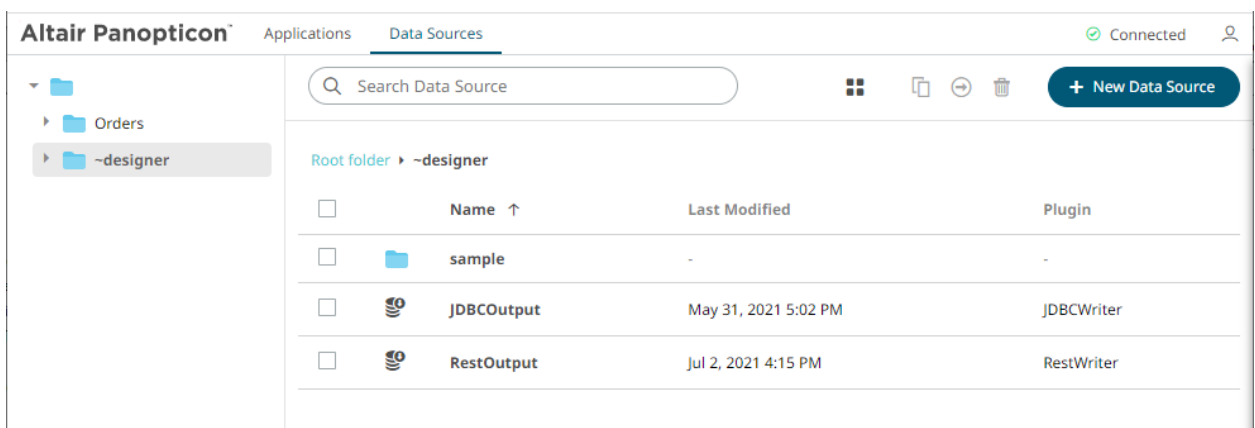 Altair Panopticon™ Applications Data Sources Connected
Search Data Source + New Data Source
Orders
~designer
Root folder ~designer
Name ↑ Last Modified Plugin
sample - -
JDBCOutput May 31, 2021 5:02 PM JDBCWriter
RestOutput Jul 2, 2021 4:15 PM RestWriter